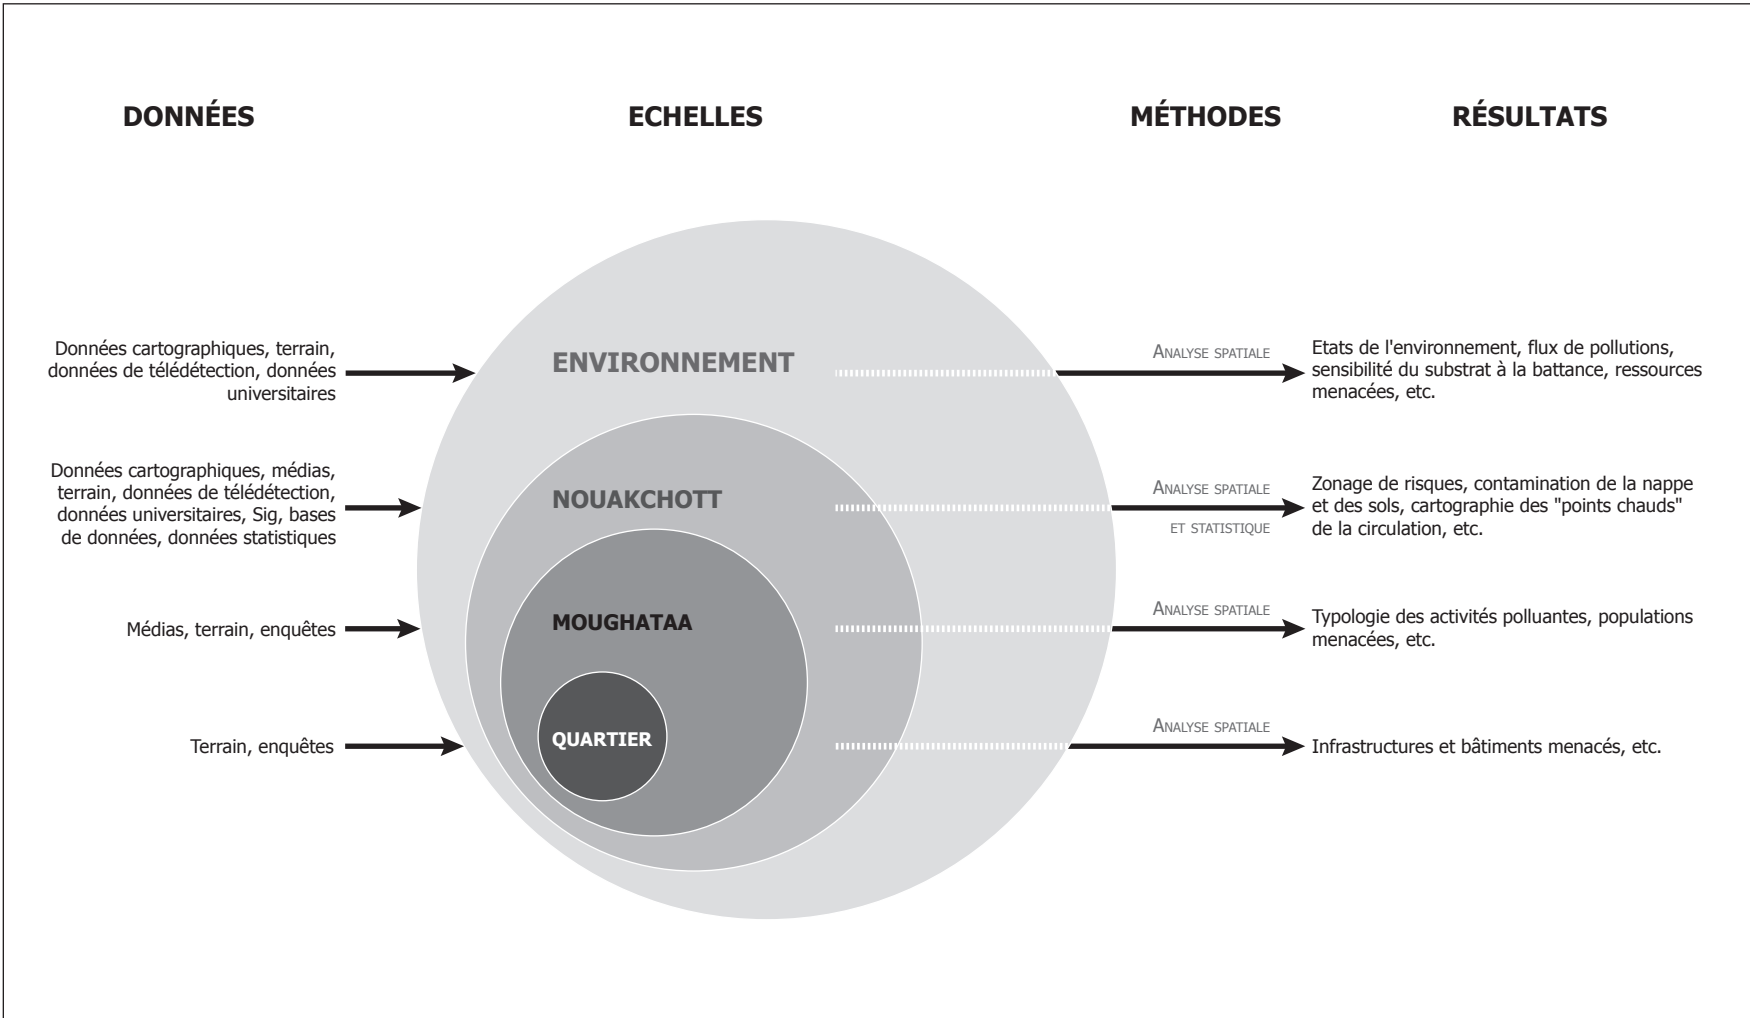 DONNÉES
ECHELLES
MÉTHODES
RÉSULTATS
Données cartographiques, terrain,
données de télédétection, données
universitaires
ENVIRONNEMENT
ANALYSE SPATIALE
Etats de l'environnement, flux de pollutions,
sensibilité du substrat à la battance, ressources
menacées, etc.
Données cartographiques, médias,
terrain, données de télédétection,
données universitaires, Sig, bases
de données, données statistiques
NOUAKCHOTT
ANALYSE SPATIALE
ET STATISTIQUE
Zonage de risques, contamination de la nappe
et des sols, cartographie des "points chauds"
de la circulation, etc.
Médias, terrain, enquêtes
MOUGHATAA
ANALYSE SPATIALE
Typologie des activités polluantes, populations
menacées, etc.
Terrain, enquêtes
QUARTIER
ANALYSE SPATIALE
Infrastructures et bâtiments menacés, etc.